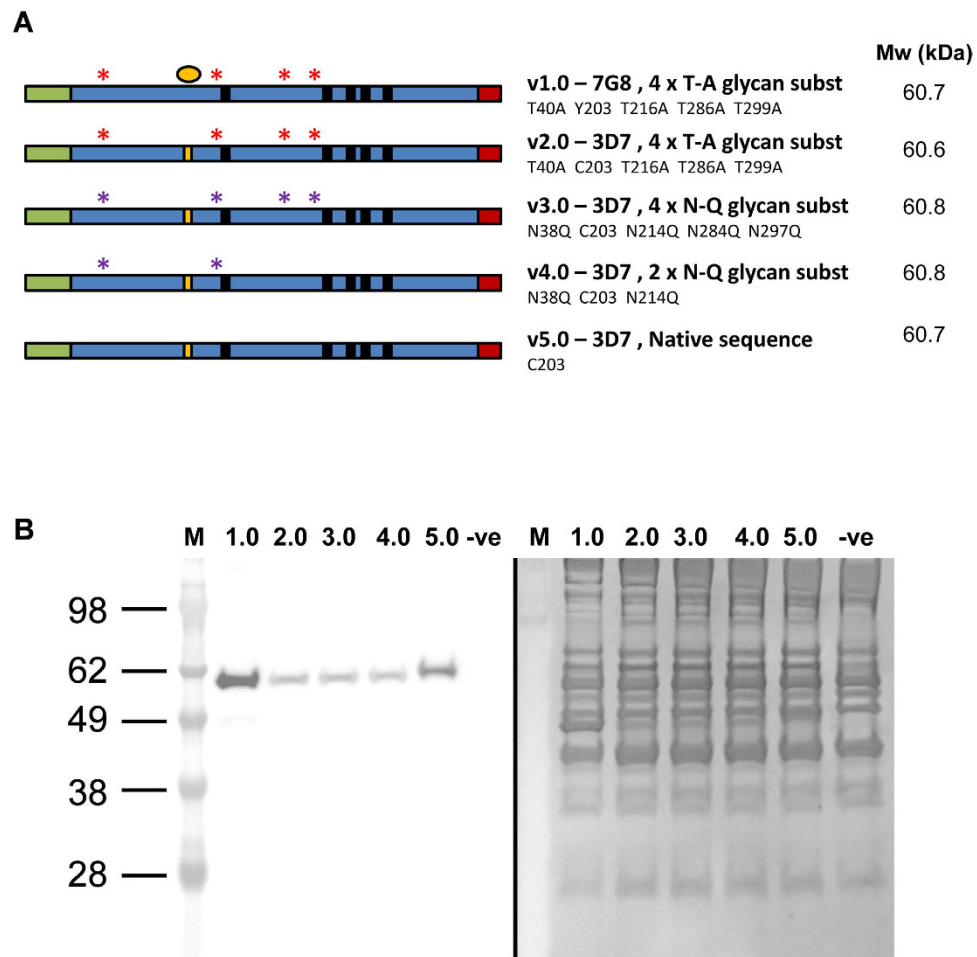 A
Mw (kDa)
* * * *
v1.0 – 7G8 , 4 x T-A glycan subst
60.7
T40A Y203 T216A T286A T299A
* * * *
v2.0 – 3D7, 4 x T-A glycan subst
60.6
T40A C203 T216A T286A T299A
* * * *
v3.0 – 3D7, 4 x N-Q glycan subst
60.8
N38Q C203 N214Q N284Q N297Q
* *
v4.0 – 3D7, 2 x N-Q glycan subst
60.8
N38Q C203 N214Q
v5.0 – 3D7 , Native sequence
60.7
C203
B
M 1.0 2.0 3.0 4.0 5.0 -ve
M 1.0 2.0 3.0 4.0 5.0 -ve
98
62
49
38
28